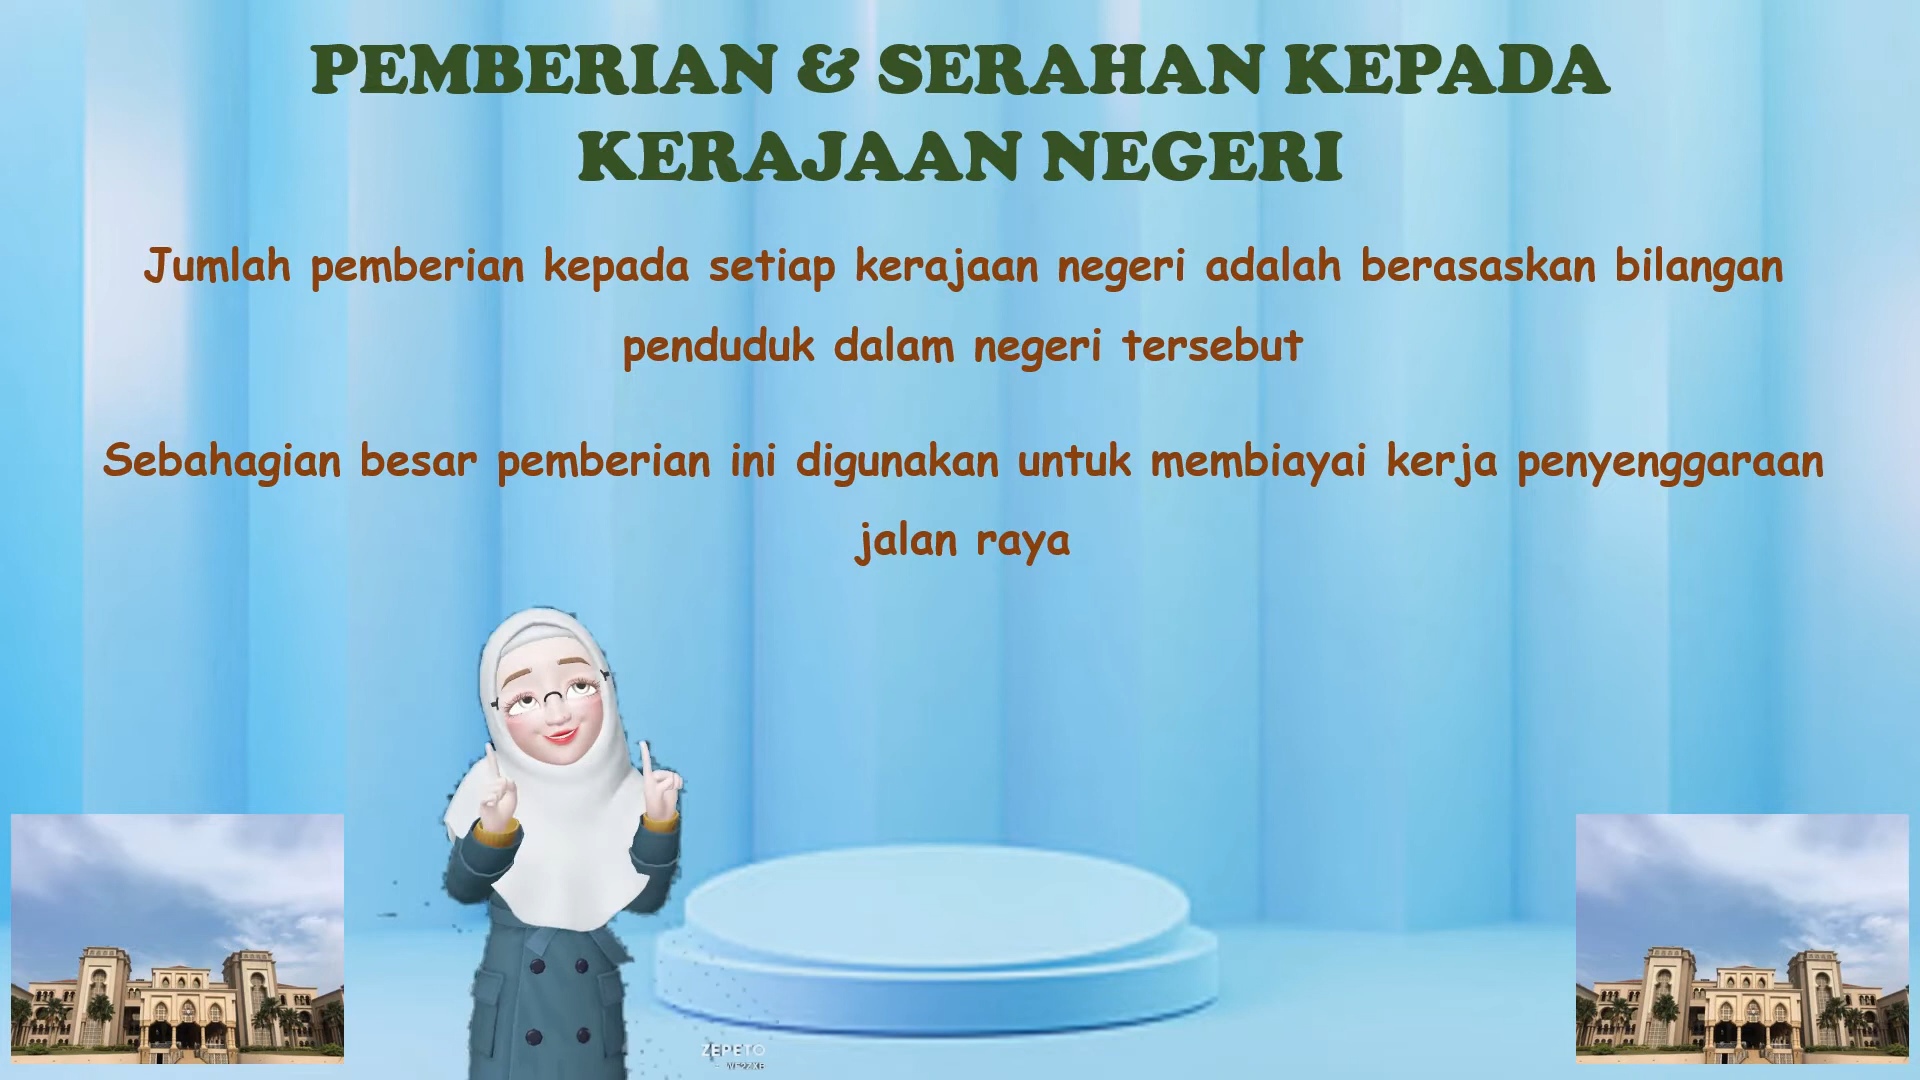 PEMBERIAN & SERAHAN KEPADA
KERAJAAN NEGERI
Jumlah pemberian kepada setiap kerajaan negeri adalah berasaskan bilangan
penduduk dalam negeri tersebut
Sebahagian besar pemberian ini digunakan untuk membiayai kerja penyenggaraan
jalan raya
ZEPETO